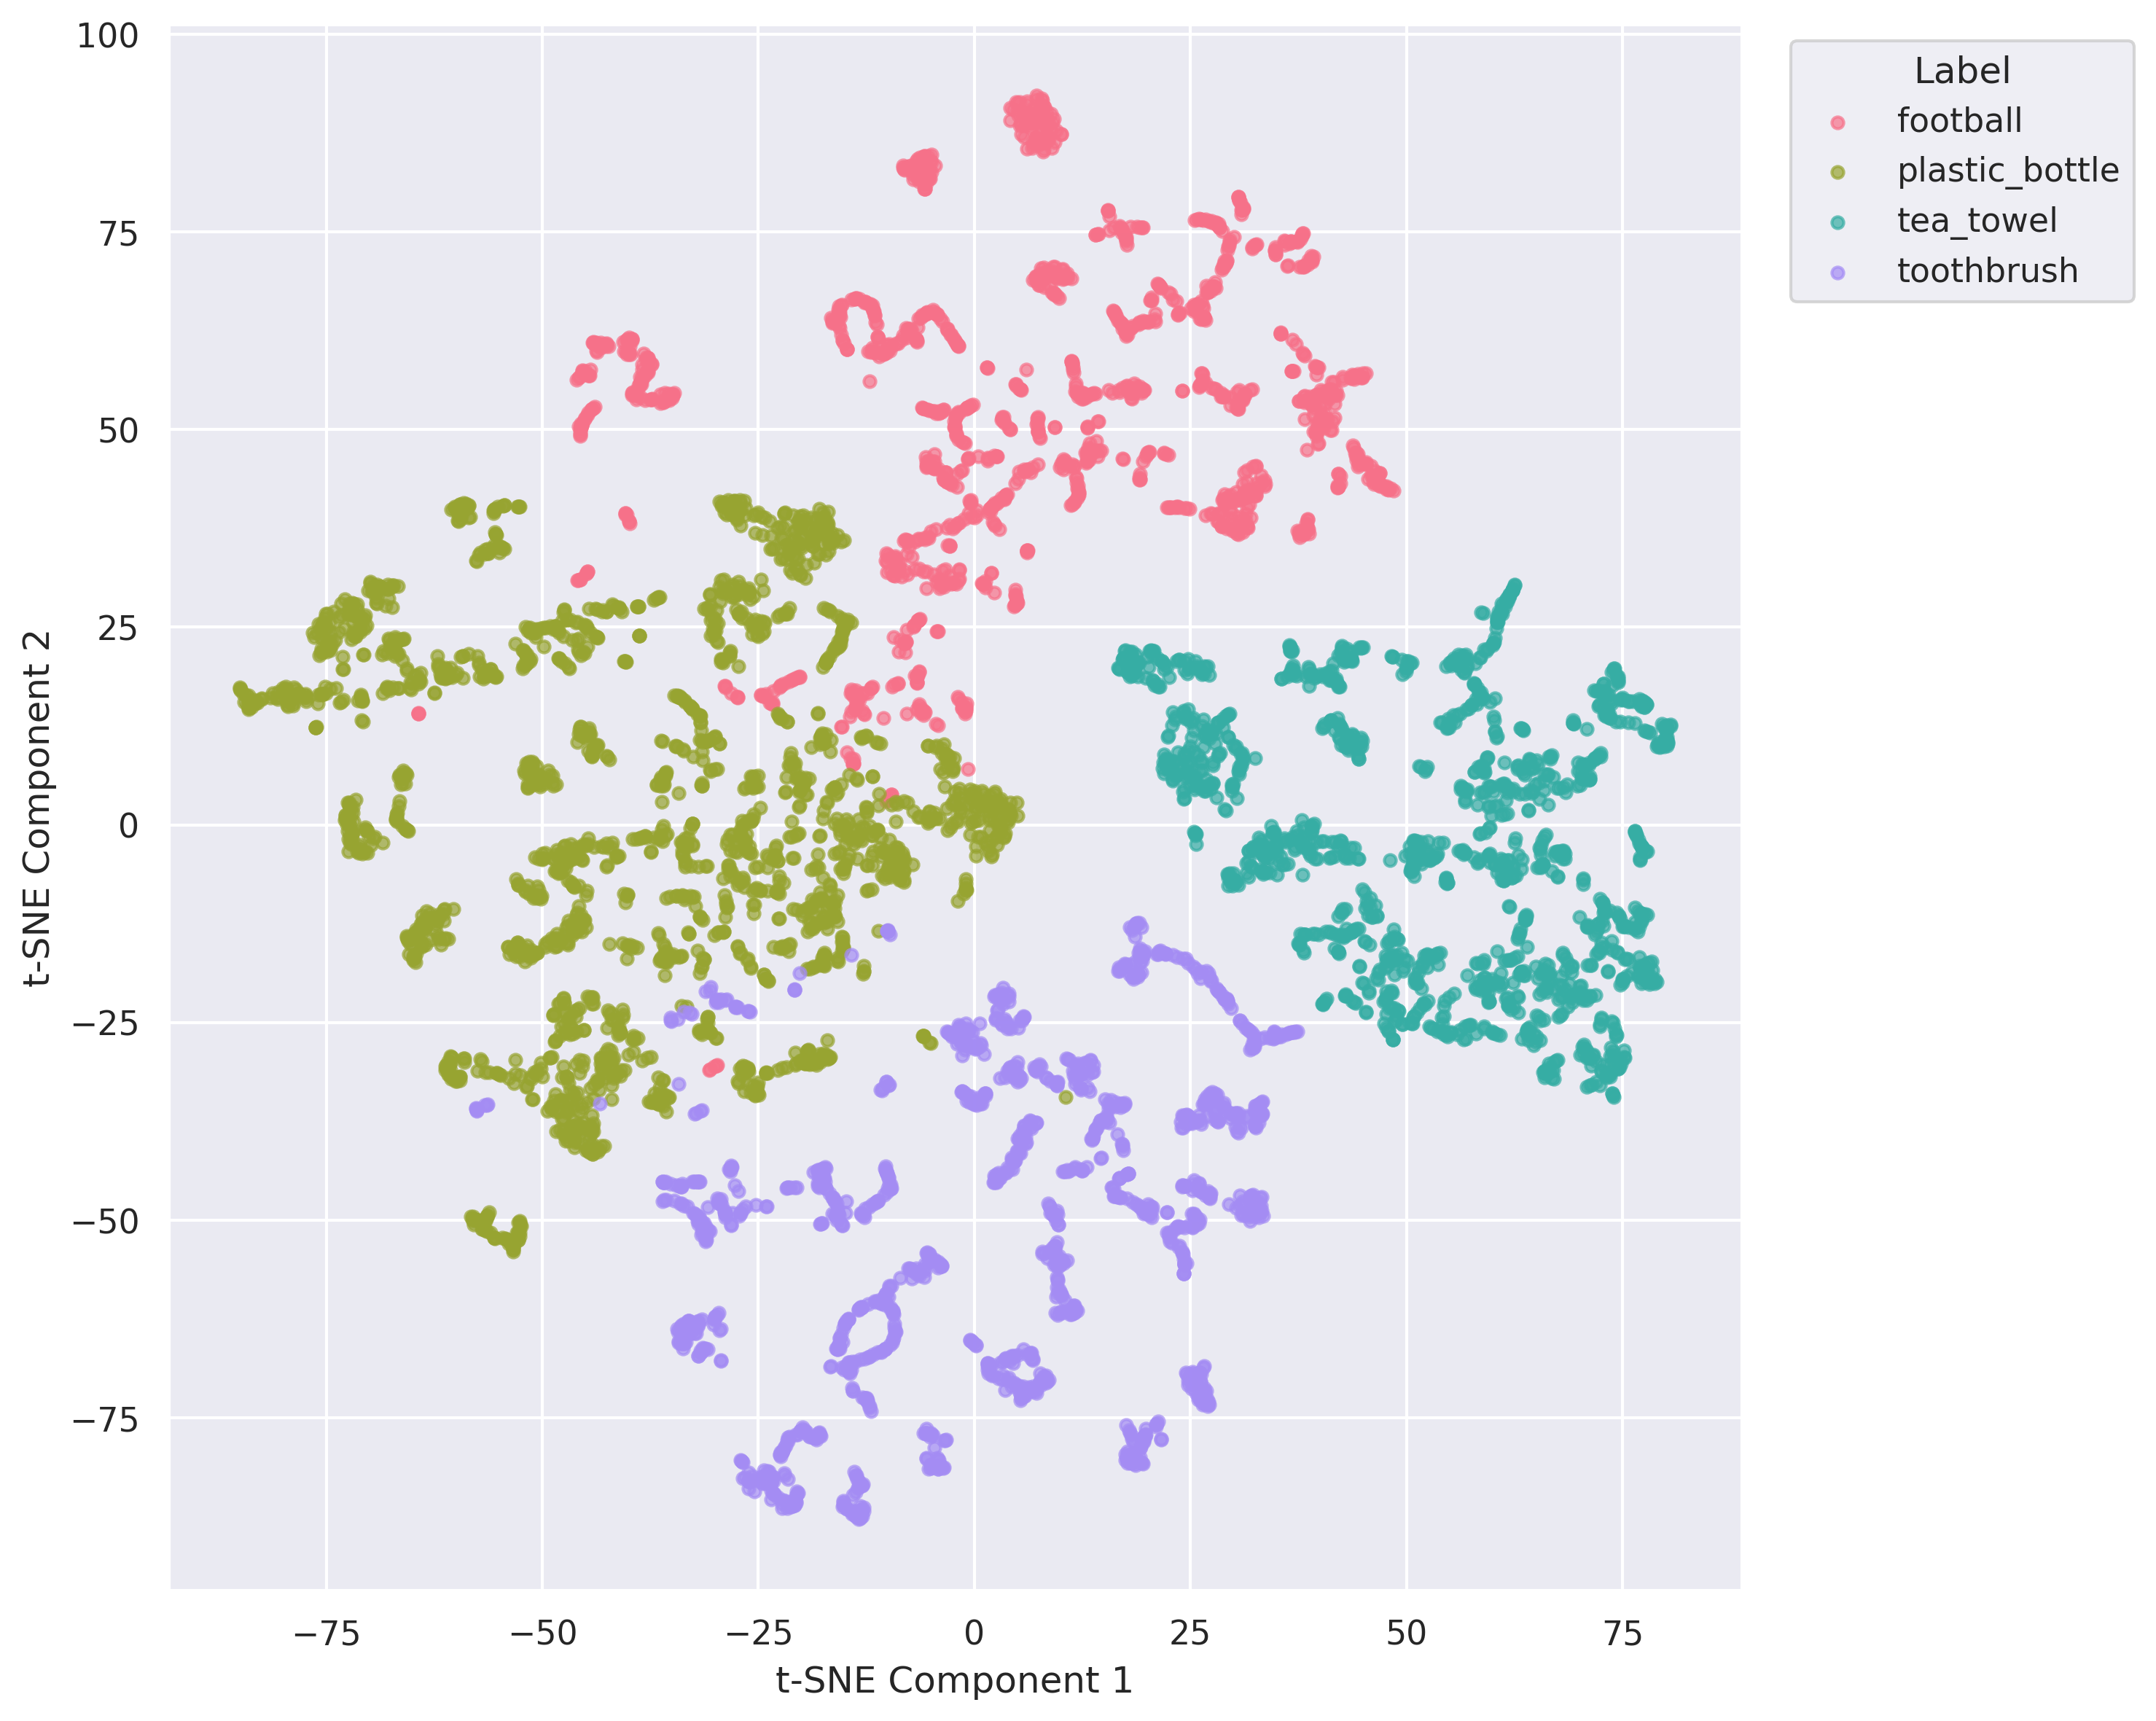 100
75
50
25
0
−25
−50
−75
−75
−50
−25
0
25
50
75
t-SNE Component 1
t-SNE Component 2
Label
football
plastic_bottle
tea_towel
toothbrush